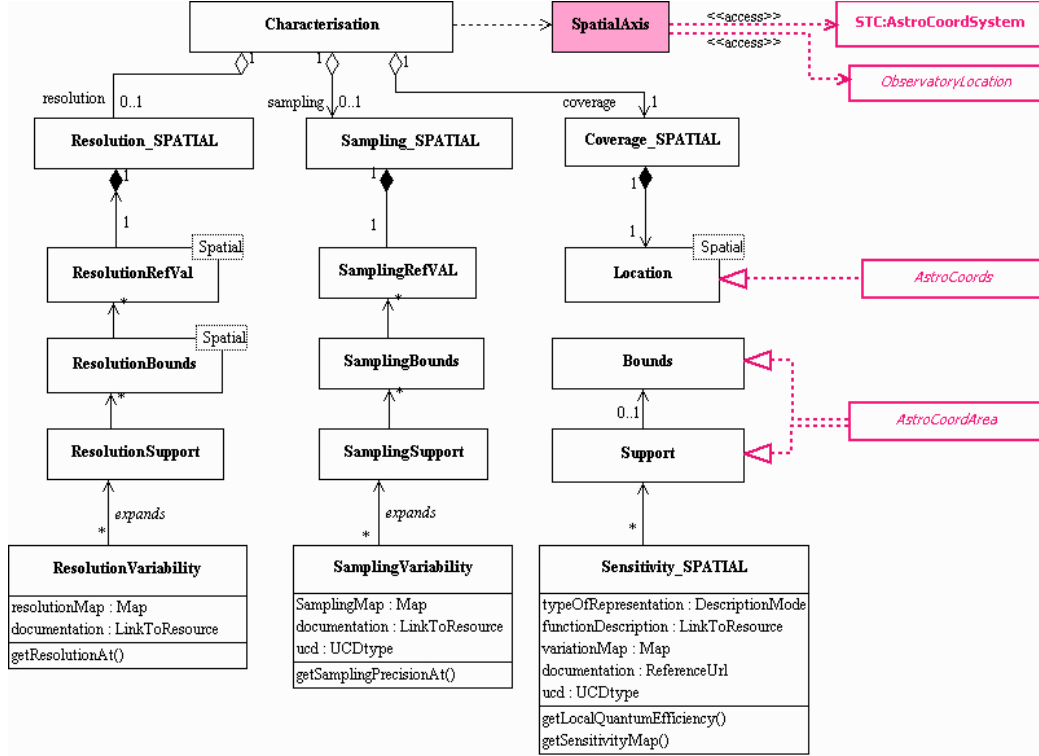 Characterisation
SpatialAxis
<<access>>
<<access>>
STC:AstroCoordSystem
ObservatoryLocation
1
1
1
resolution
0..1
sampling
0..1
coverage
1
Resolution_SPATIAL
Sampling_SPATIAL
Coverage_SPATIAL
1
1
1
1
1
1
Spatial
Spatial
ResolutionRefVal
SamplingRefVAL
Location
AstroCoords
*
*
Spatial
ResolutionBounds
SamplingBounds
Bounds
*
*
0..1
AstroCoordArea
ResolutionSupport
SamplingSupport
Support
expands
expands
*
*
*
ResolutionVariability
resolutionMap : Map
documentation : LinkToResource
getResolutionAt()
SamplingVariability
SamplingMap : Map
documentation : LinkToResource
ucd : UCDtype
getSamplingPrecisionAt()
Sensitivity_SPATIAL
typeOfRepresentation : DescriptionMode
functionDescription : LinkToResource
variationMap : Map
documentation : ReferenceUrl
ucd : UCDtype
getLocalQuantumEfficiency()
getSensitivityMap()